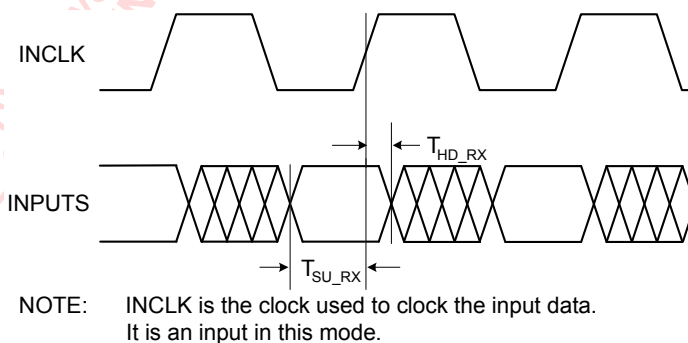 INCLK
T_HD_RX
INPUTS
T_SU_RX
NOTE: INCLK is the clock used to clock the input data.
It is an input in this mode.